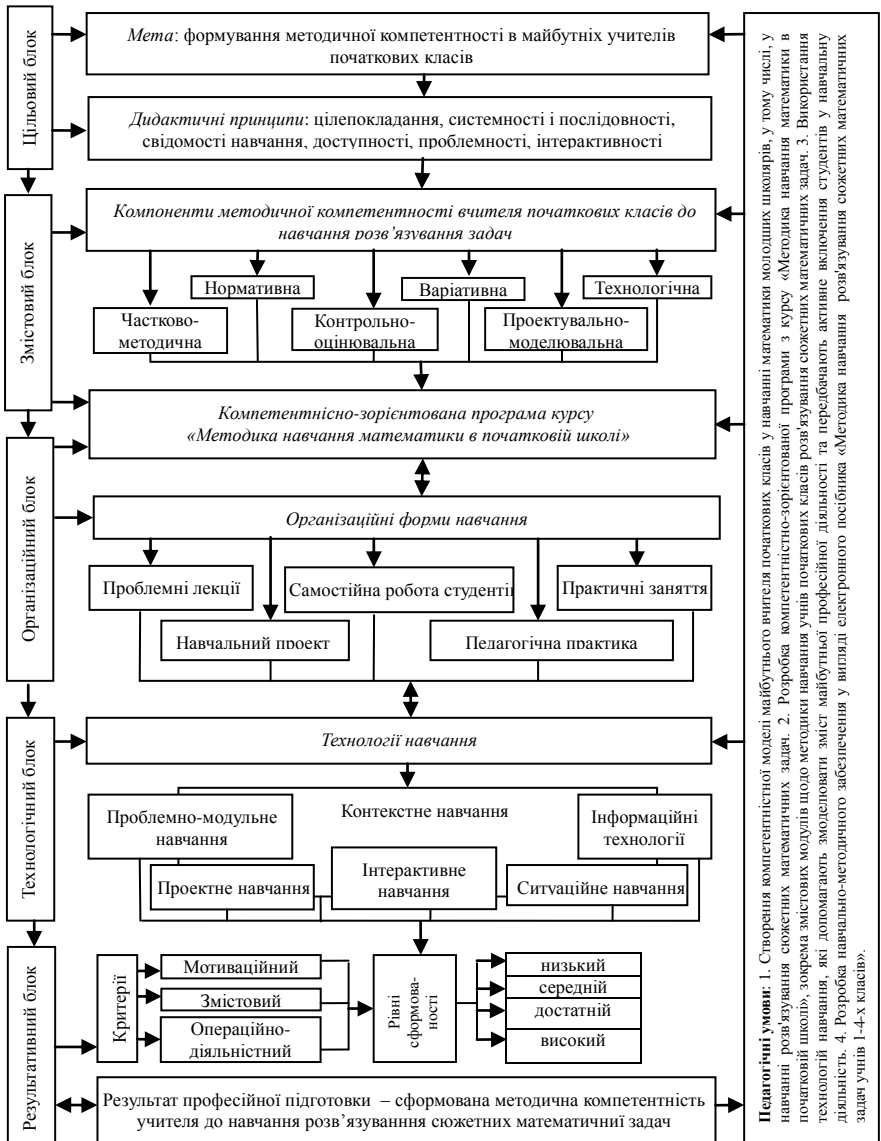 Цільовий блок
Мета: формування методичної компетентності в майбутніх учителів
початкових класів
Дидактичні принципи: цілепокладання, системності і послідовності,
свідомості навчання, доступності, проблемності, інтерактивності
Змістовий блок
Компоненти методичної компетентності вчителя початкових класів до
навчання розв’язування задач
Нормативна
Варіативна
Технологічна
Частково-
методична
Контрольно-
оцінювальна
Проектувально-
моделювальна
Компетентнісно-зорієнтована програма курсу
«Методика навчання математики в початковій школі»
Організаційний блок
Організаційні форми навчання
Проблемні лекції
Самостійна робота студенті
Практичні заняття
Навчальний проект
Педагогічна практика
Технологічний блок
Технології навчання
Проблемно-модульне
навчання
Контекстне навчання
Інформаційні
технології
Проектне навчання
Інтерактивне
навчання
Ситуаційне навчання
Результативний блок
Критерії
Мотиваційний
Змістовий
Операційно-
діяльністний
Рівні
сформова-
ності
низький
середній
достатній
високий
Результат професійної підготовки – сформована методична компетентність
учителя до навчання розв’язуванння сюжетних математичниї задач
Педагогічні умови: 1. Створення компетентністної моделі майбутнього вчителя початкових класів у навчанні математики молодших школярів, у тому числі, у
навчанні розв'язування сюжетних математичних задач. 2. Розробка компетентністно-зорієнтованої програми з курсу «Методика навчання математики в
початковій школі», зокрема змістових модулів щодо методики навчання учнів початкових класів розв'язування сюжетних математичних задач. 3. Використання
технологій навчання, які допомагають змоделювати зміст майбутньої професійної діяльності та передбачають активне включення студентів у навчальну
діяльність. 4. Розробка навчально-методичного забезпечення у вигляді електронного посібника «Методика навчання розв'язування сюжетних математичних
задач учнів 1-4-х класів».